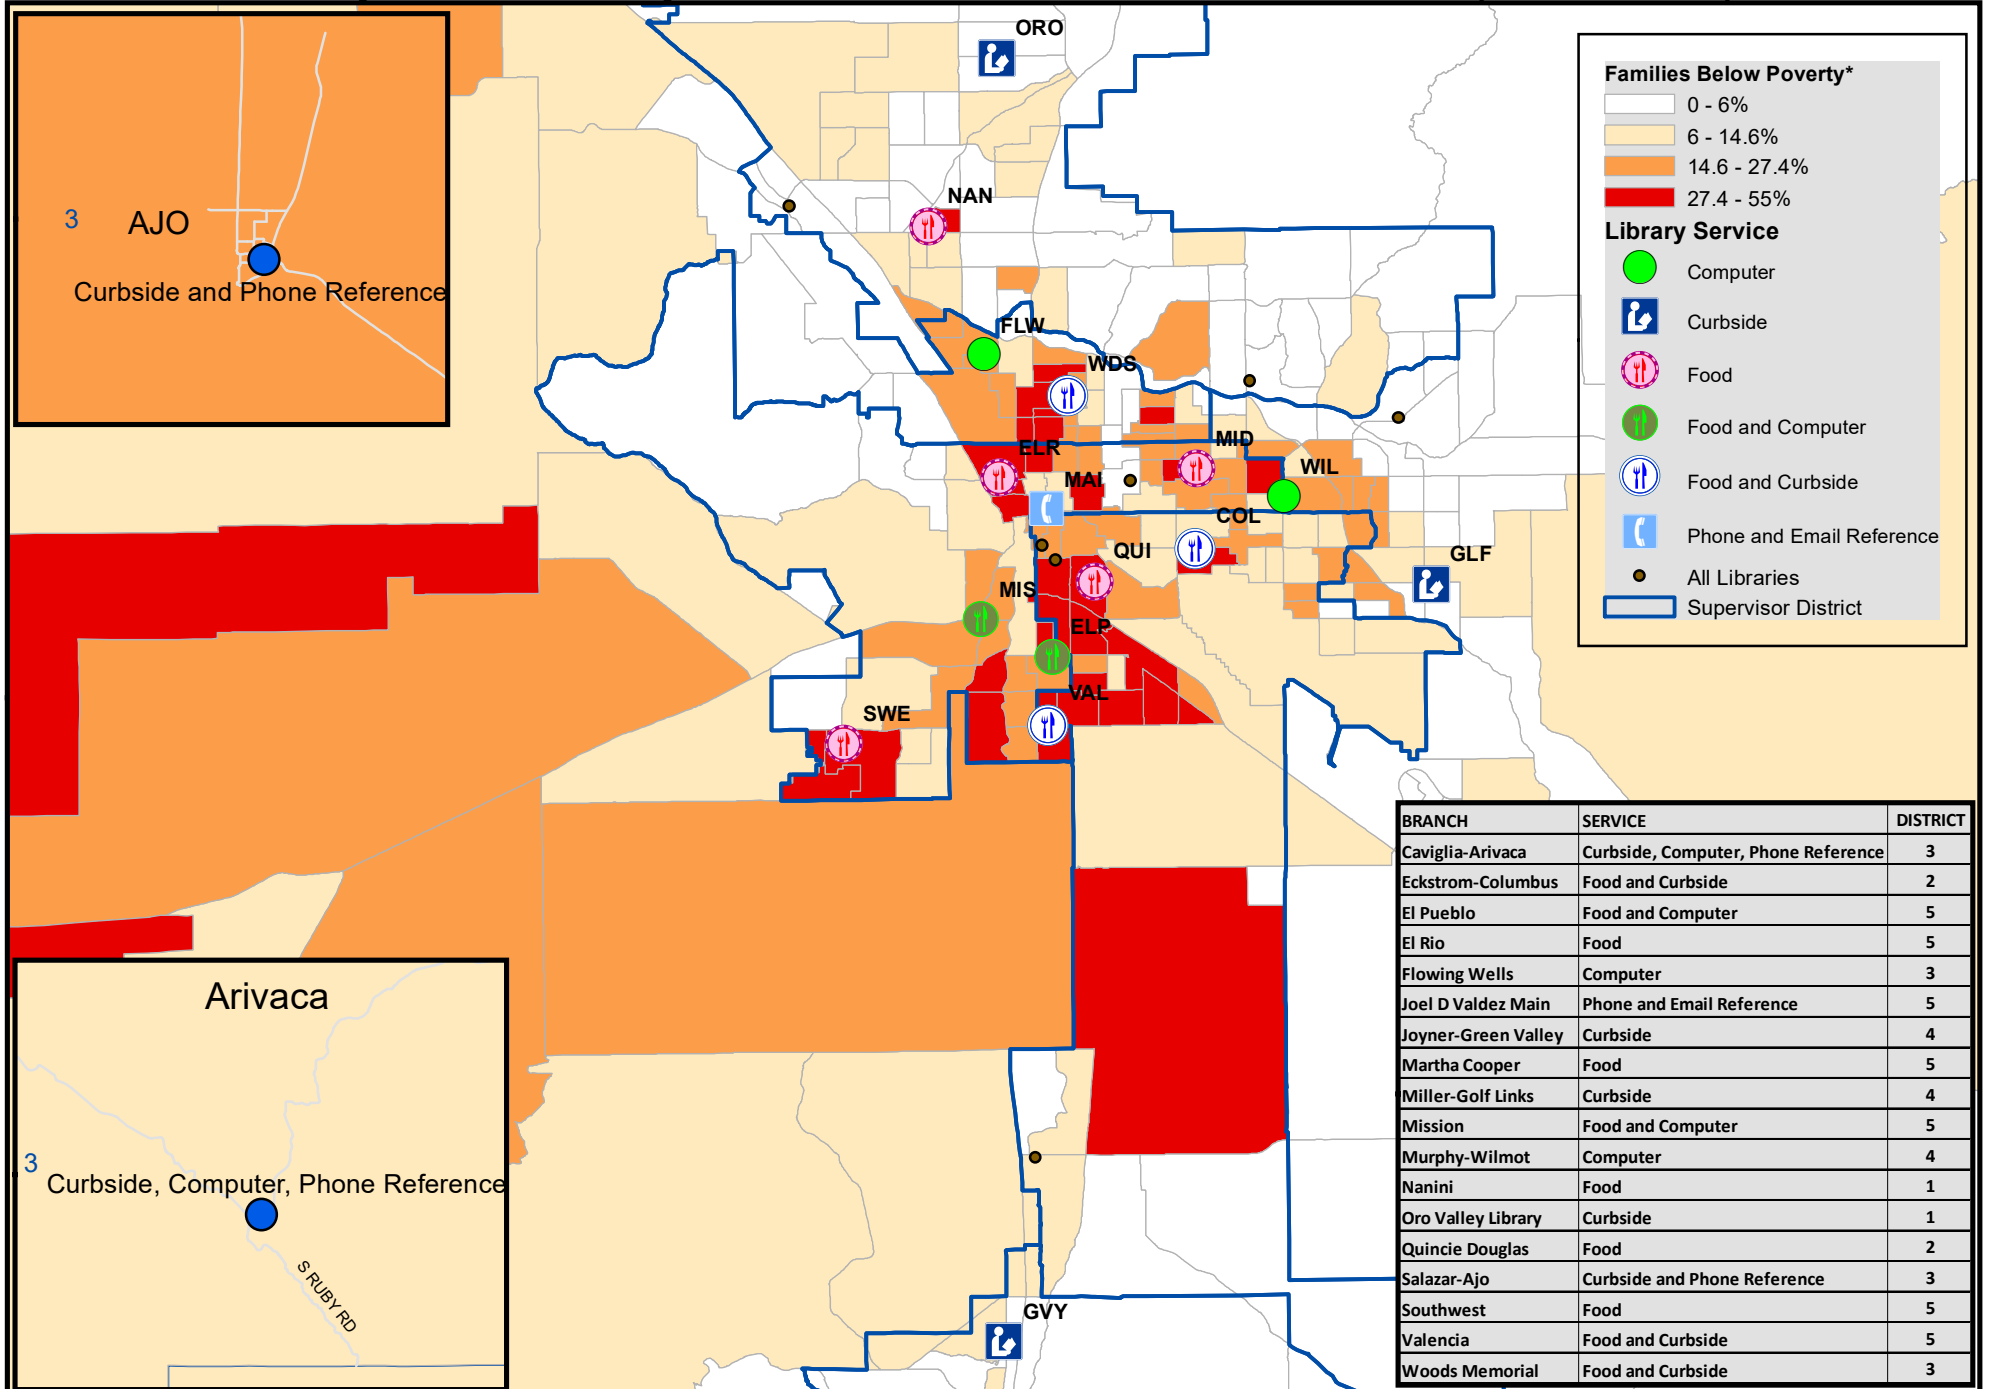 3
AJO
Curbside and Phone Reference
ORO
NAN
FLW
WDS
ELR
MID
MAI
WIL
COL
QUI
GLF
MIS
ELP
VAL
SWE
GVY
Families Below Poverty*
0 - 6%
6 - 14.6%
14.6 - 27.4%
27.4 - 55%
Library Service
Computer
Curbside
Food
Food and Computer
Food and Curbside
Phone and Email Reference
All Libraries
Supervisor District
Arivaca
3
Curbside, Computer, Phone Reference
S RUBY RD
BRANCH SERVICE DISTRICT
Caviglia-Arivaca Curbside, Computer, Phone Reference 3
Eckstrom-Columbus Food and Curbside 2
El Pueblo Food and Computer 5
El Rio Food 5
Flowing Wells Computer 3
Joel D Valdez Main Phone and Email Reference 5
Joyner-Green Valley Curbside 4
Martha Cooper Food 5
Miller-Golf Links Curbside 4
Mission Food and Computer 5
Murphy-Wilmot Computer 4
Nanini Food 1
Oro Valley Library Curbside 1
Quincie Douglas Food 2
Salazar-Ajo Curbside and Phone Reference 3
Southwest Food 5
Valencia Food and Curbside 5
Woods Memorial Food and Curbside 3